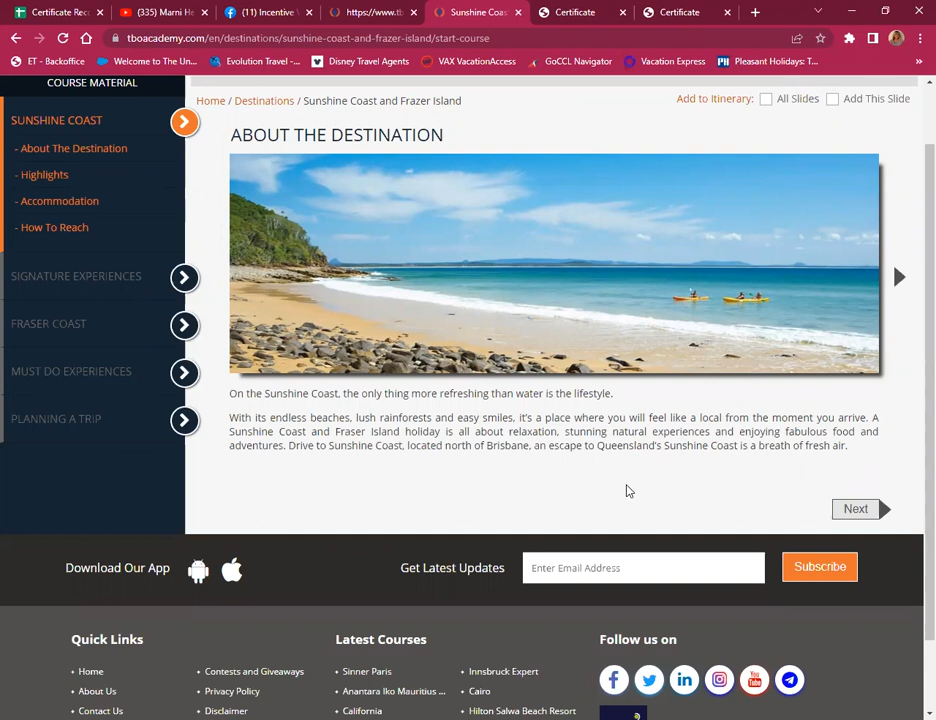 Certificate Rec
(335) Marni He
(11) Incentive
https://www.tb
Sunshine Coas
Certificate
Certificate
tboacademy.com/en/destinations/sunshine-coast-and-frazer-island/start-course
ET - Backoffice
Welcome to The Un...
Evolution Travel -...
Disney Travel Agents
VAX VacationAccess
GoCCL Navigator
Vacation Express
Pleasant Holidays: T...
COURSE MATERIAL
SUNSHINE COAST
- About The Destination
- Highlights
- Accommodation
- How To Reach
SIGNATURE EXPERIENCES
FRASER COAST
MUST DO EXPERIENCES
PLANNING A TRIP
Home / Destinations / Sunshine Coast and Frazer Island
Add to Itinerary: All Slides Add This Slide
ABOUT THE DESTINATION
On the Sunshine Coast, the only thing more refreshing than water is the lifestyle.
With its endless beaches, lush rainforests and easy smiles, it's a place where you will feel like a local from the moment you arrive. A
Sunshine Coast and Fraser Island holiday is all about relaxation, stunning natural experiences and enjoying fabulous food and
adventures. Drive to Sunshine Coast, located north of Brisbane, an escape to Queensland's Sunshine Coast is a breath of fresh air.
Next
Download Our App
Get Latest Updates
Enter Email Address
Subscribe
Quick Links
Home
About Us
Contact Us
Contests and Giveaways
Privacy Policy
Disclaimer
Latest Courses
Sinner Paris
Anantara Iko Mauritius ...
California
Innsbruck Expert
Cairo
Hilton Salwa Beach Resort
Follow us on
You
Tube